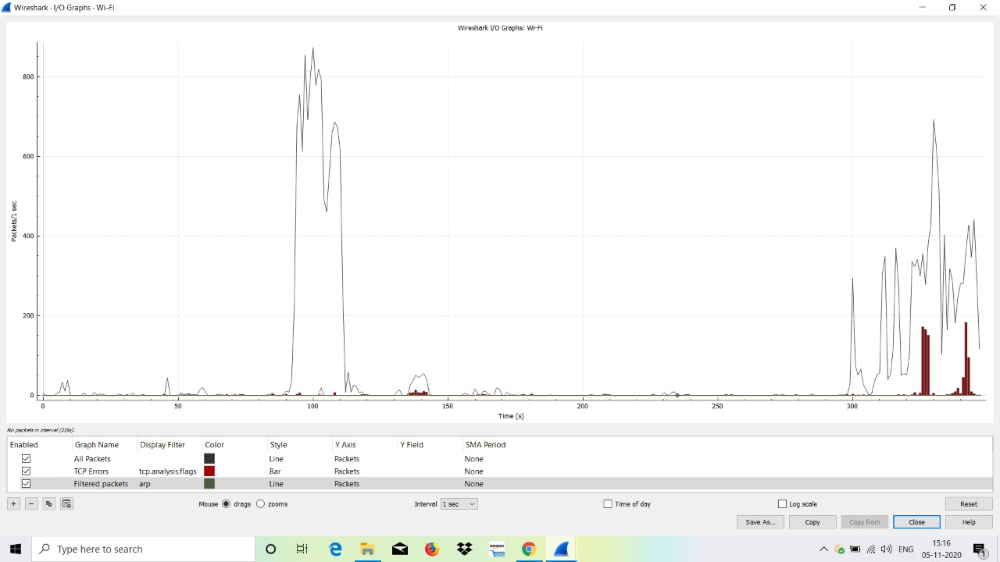 Wireshark · I/O Graphs · Wi-Fi
Wireshark I/O Graphs: Wi-Fi
800
600
400
200
0
Packets/1 sec
0 50 100 150 200 250 300
Time (s)
No packets in interval (235s).
Enabled Graph Name Display Filter Color Style Y Axis Y Field SMA Period
All Packets Line Packets None
TCP Errors tcp.analysis.flags Bar Packets None
Filtered packets arp Line Packets None
+ − Mouse drags zooms Interval 1 sec Time of day Log scale Reset
Save As... Copy Copy from Close Help
Type here to search
amazon
ENG
15:16
05-11-2020
1